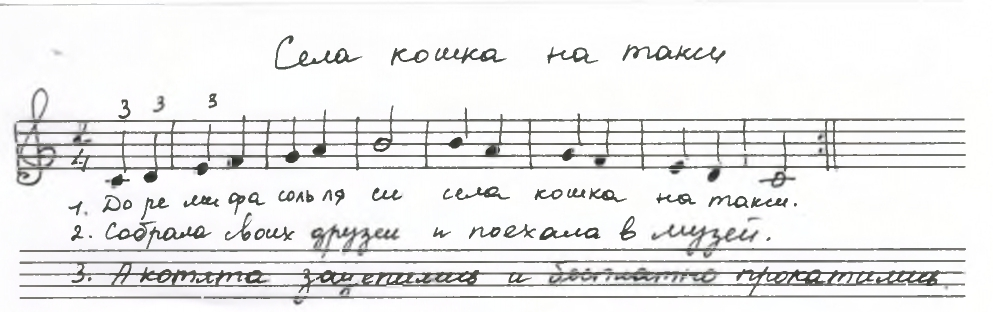 Села кошка на такси
3 3 3
2
4
1. До ре ми фа соль ля си села кошка на такси.
2. Собрала своих друзей и поехала в музей.
3. А котята зацепились и бесплатно прокатились.